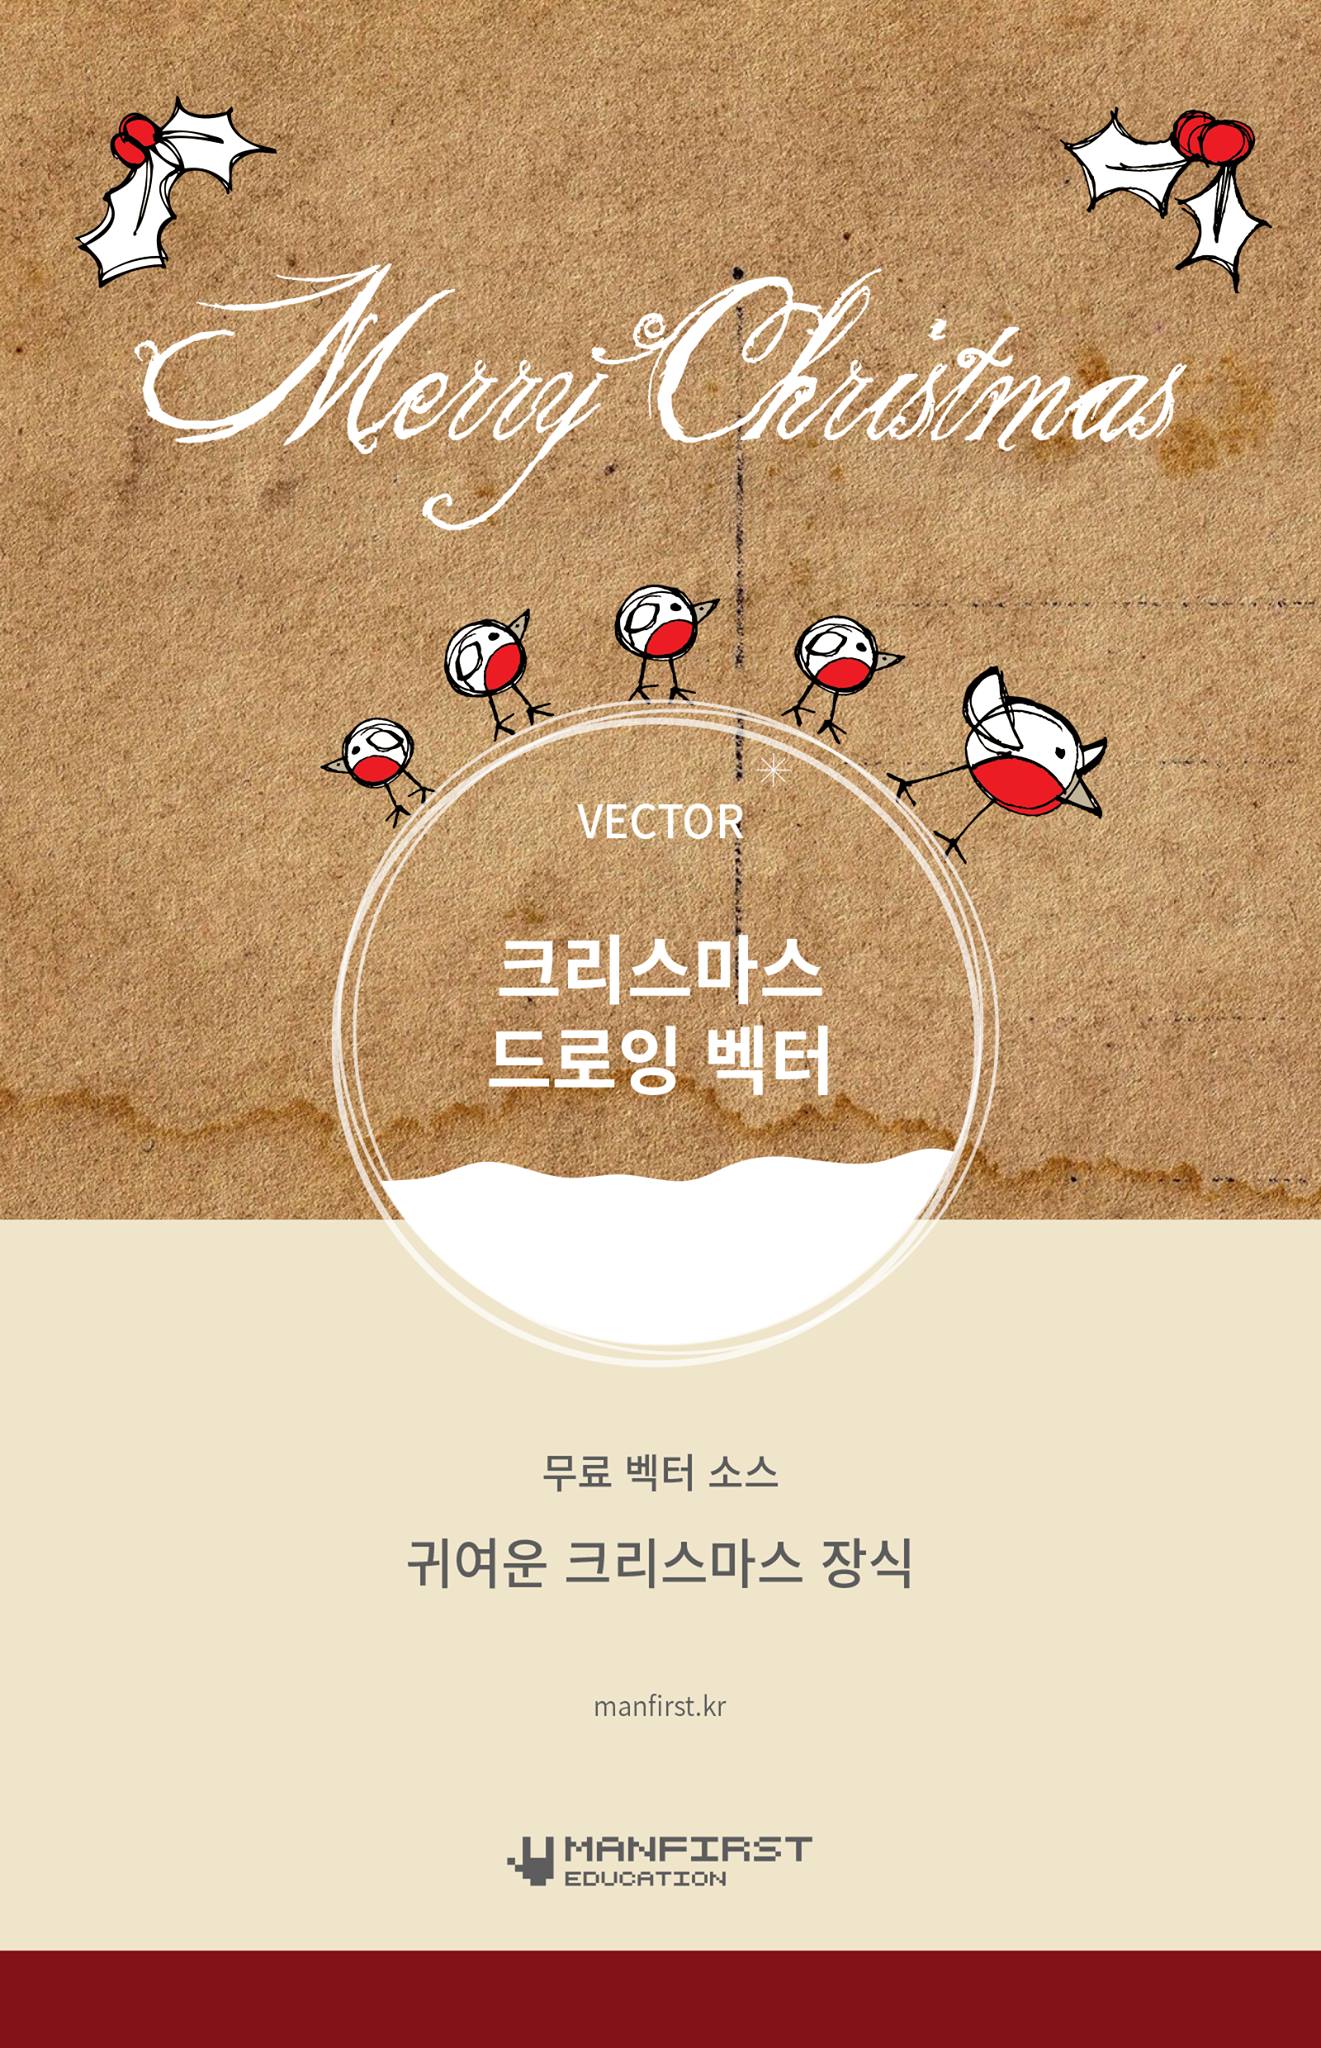 Merry Christmas
VECTOR
크리스마스
드로잉 벡터
무료 벡터 소스
귀여운 크리스마스 장식
manfirst.kr
MANFIRST
EDUCATION